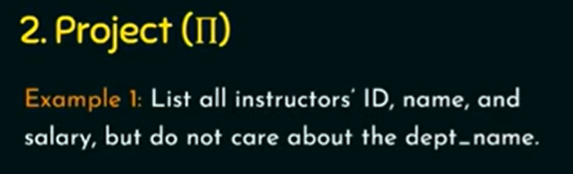 2. Project (Π)
Example 1: List all instructors' ID, name, and
salary, but do not care about the dept_name.